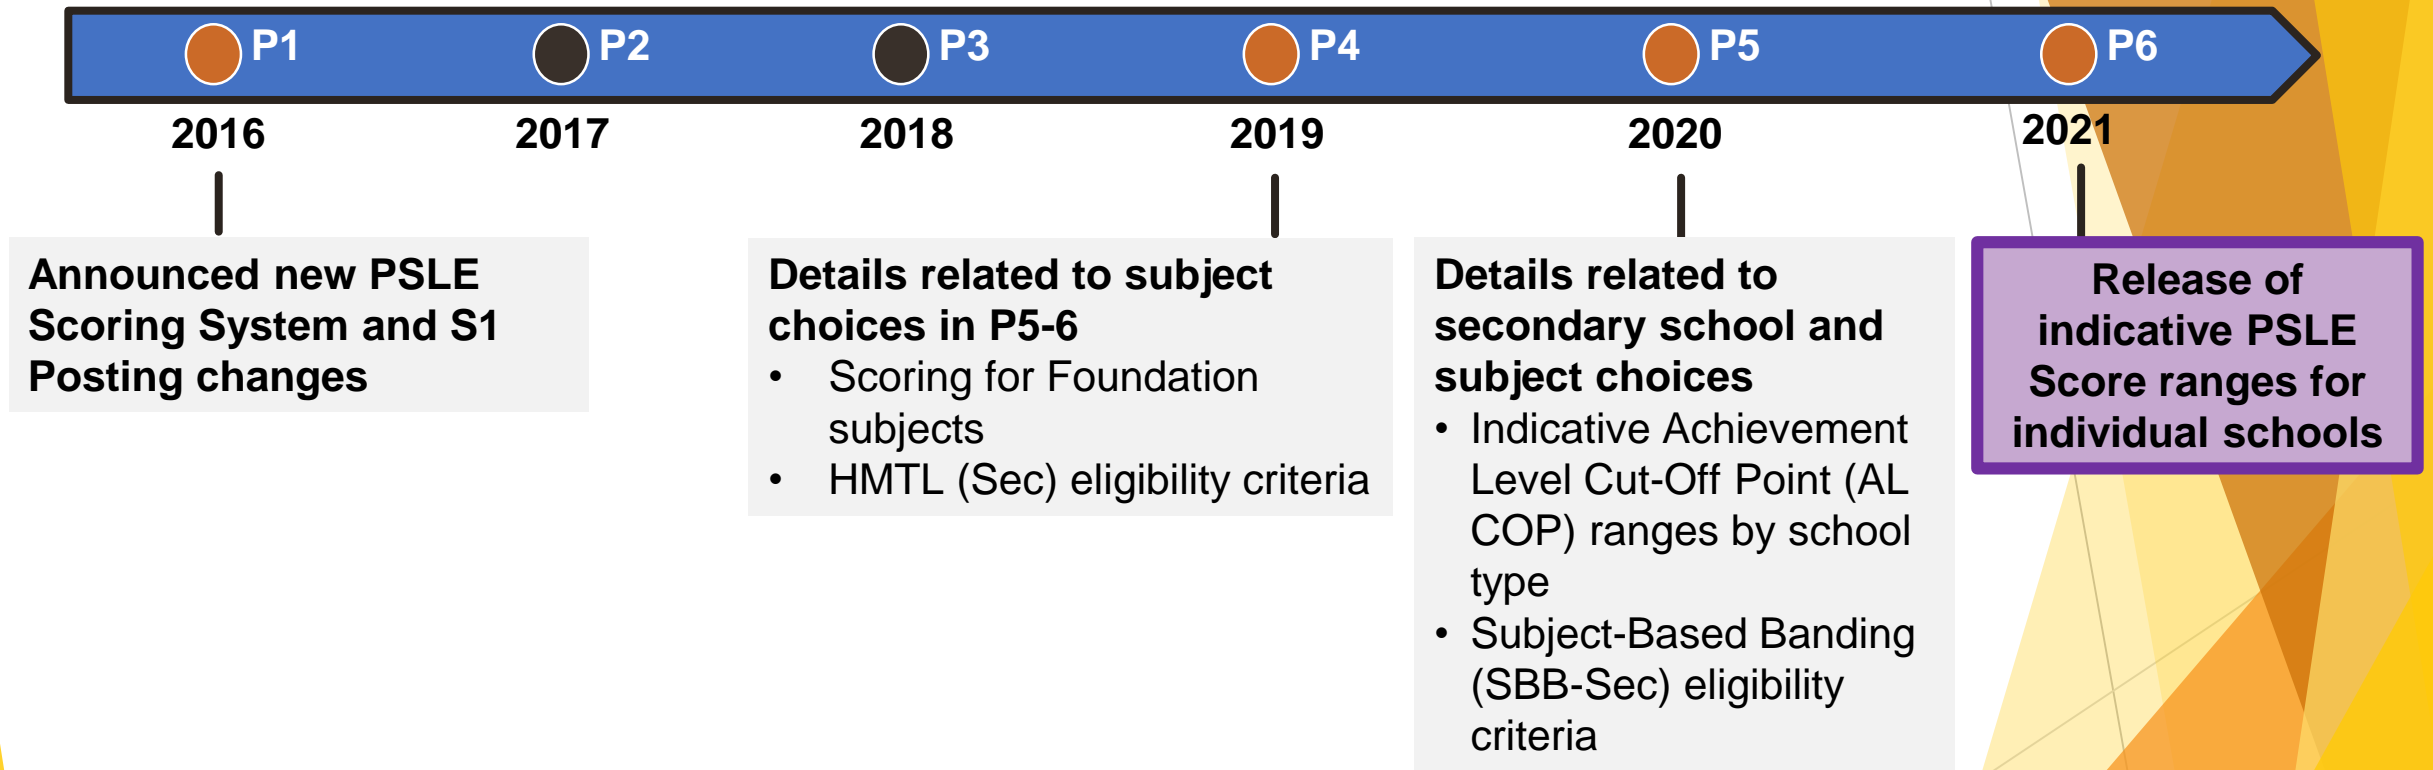 P1
P2
P3
P4
P5
P6
2016
2017
2018
2019
2020
2021
Announced new PSLE
Scoring System and S1
Posting changes
Details related to subject
choices in P5-6
• Scoring for Foundation
subjects
• HMTL (Sec) eligibility criteria
Details related to
secondary school and
subject choices
• Indicative Achievement
Level Cut-Off Point (AL
COP) ranges by school
type
• Subject-Based Banding
(SBB-Sec) eligibility
criteria
Release of
indicative PSLE
Score ranges for
individual schools